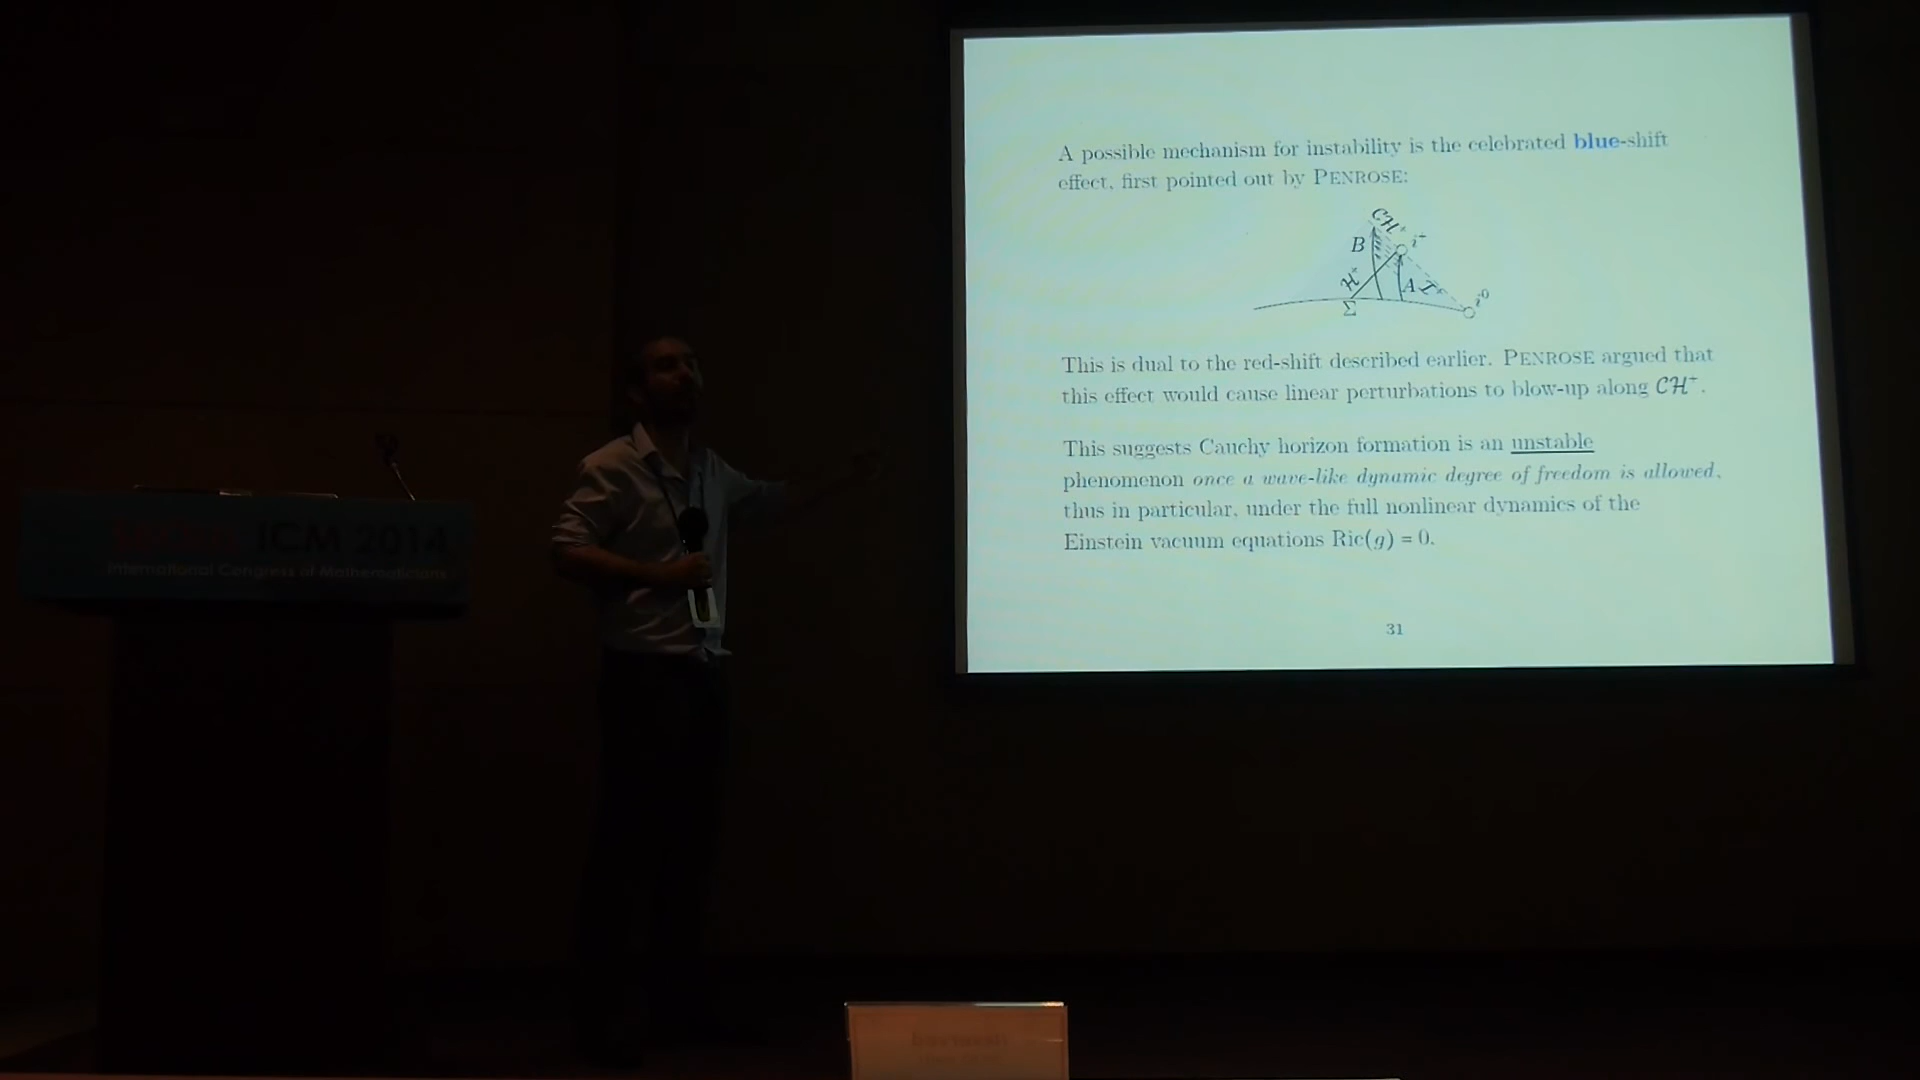 A possible mechanism for instability is the celebrated blue-shift
effect, first pointed out by PENROSE:
CH⁺
B
i⁺
H⁺
A
I⁺
Σ
i⁰
This is dual to the red-shift described earlier. PENROSE argued that
this effect would cause linear perturbations to blow-up along CH⁺.
This suggests Cauchy horizon formation is an unstable
phenomenon once a wave-like dynamic degree of freedom is allowed,
thus in particular, under the full nonlinear dynamics of the
Einstein vacuum equations Ric(g) = 0.
31
ICM 2014
International Congress of Mathematicians